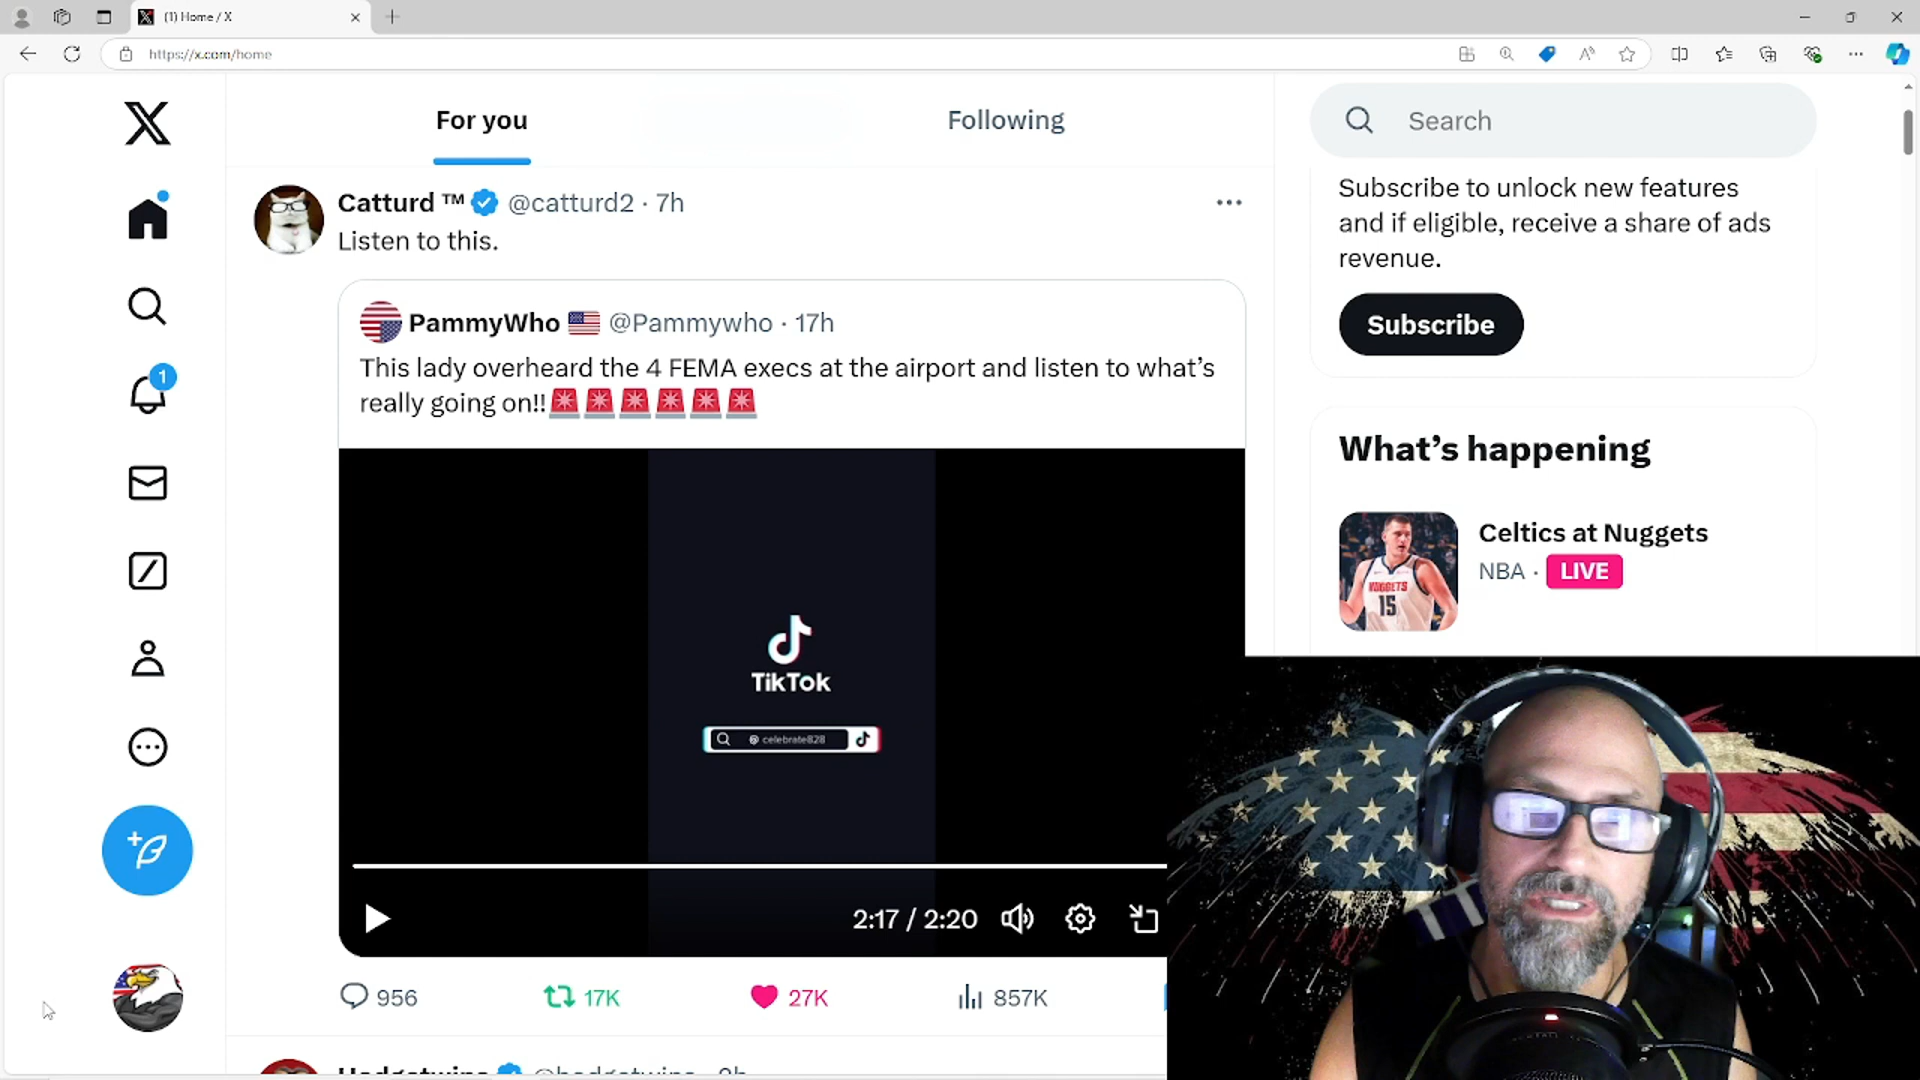 (1) Home / X
https://x.com/home
For you
Following
Search
Catturd ™ @catturd2 · 7h
Listen to this.
PammyWho 🇺🇸 @Pammywho · 17h
This lady overheard the 4 FEMA execs at the airport and listen to what’s
really going on!!🚨🚨🚨🚨🚨🚨
TikTok
@ celebrate828
2:17 / 2:20
956
17K
27K
857K
Subscribe to unlock new features
and if eligible, receive a share of ads
revenue.
Subscribe
What’s happening
Celtics at Nuggets
NBA · LIVE
NUGGETS
15
1